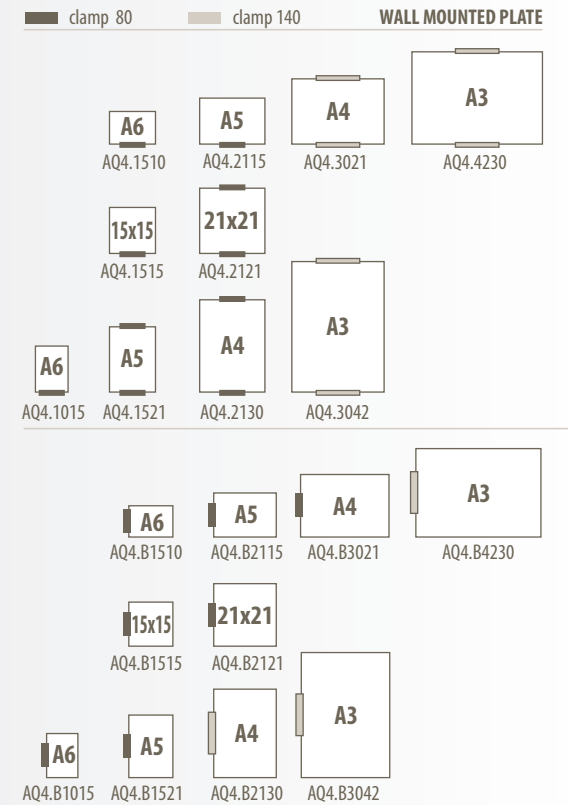 clamp 80 clamp 140 WALL MOUNTED PLATE
A6 A5 A4 A3
AQ4.1510 AQ4.2115 AQ4.3021 AQ4.4230
15x15 21x21
AQ4.1515 AQ4.2121
A6 A5 A4 A3
AQ4.1015 AQ4.1521 AQ4.2130 AQ4.3042
A6 A5 A4 A3
AQ4.B1510 AQ4.B2115 AQ4.B3021 AQ4.B4230
15x15 21x21
AQ4.B1515 AQ4.B2121
A6 A5 A4 A3
AQ4.B1015 AQ4.B1521 AQ4.B2130 AQ4.B3042